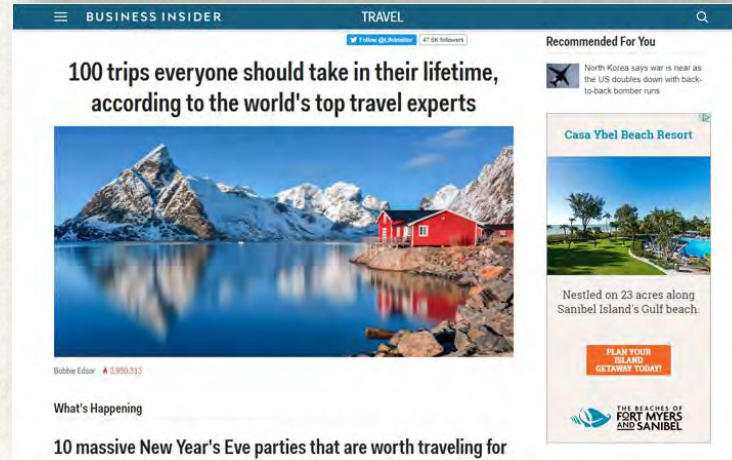 BUSINESS INSIDER
TRAVEL
Follow @LifeInsider
47.6K followers
100 trips everyone should take in their lifetime,
according to the world's top travel experts
Bobbie Edsor
What's Happening
10 massive New Year's Eve parties that are worth traveling for
Recommended For You
North Korea says war is near as
the US doubles down with back-
to-back bomber runs
Casa Ybel Beach Resort
Nestled on 23 acres along
Sanibel Island's Gulf beach.
PLAN YOUR
ISLAND
GETAWAY TODAY!
THE BEACHES OF
FORT MYERS
AND SANIBEL